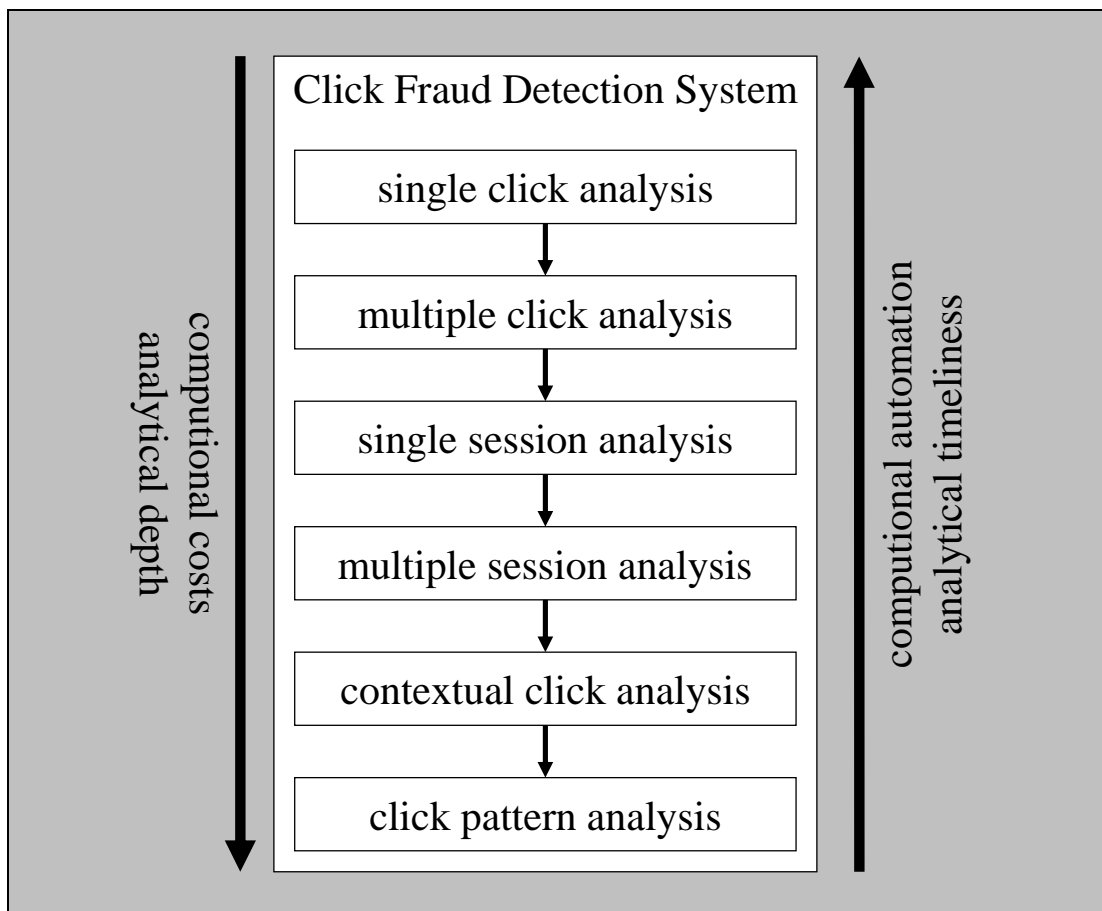 Click Fraud Detection System
single click analysis
multiple click analysis
single session analysis
multiple session analysis
contextual click analysis
click pattern analysis
computional costs
analytical depth
computional automation
analytical timeliness